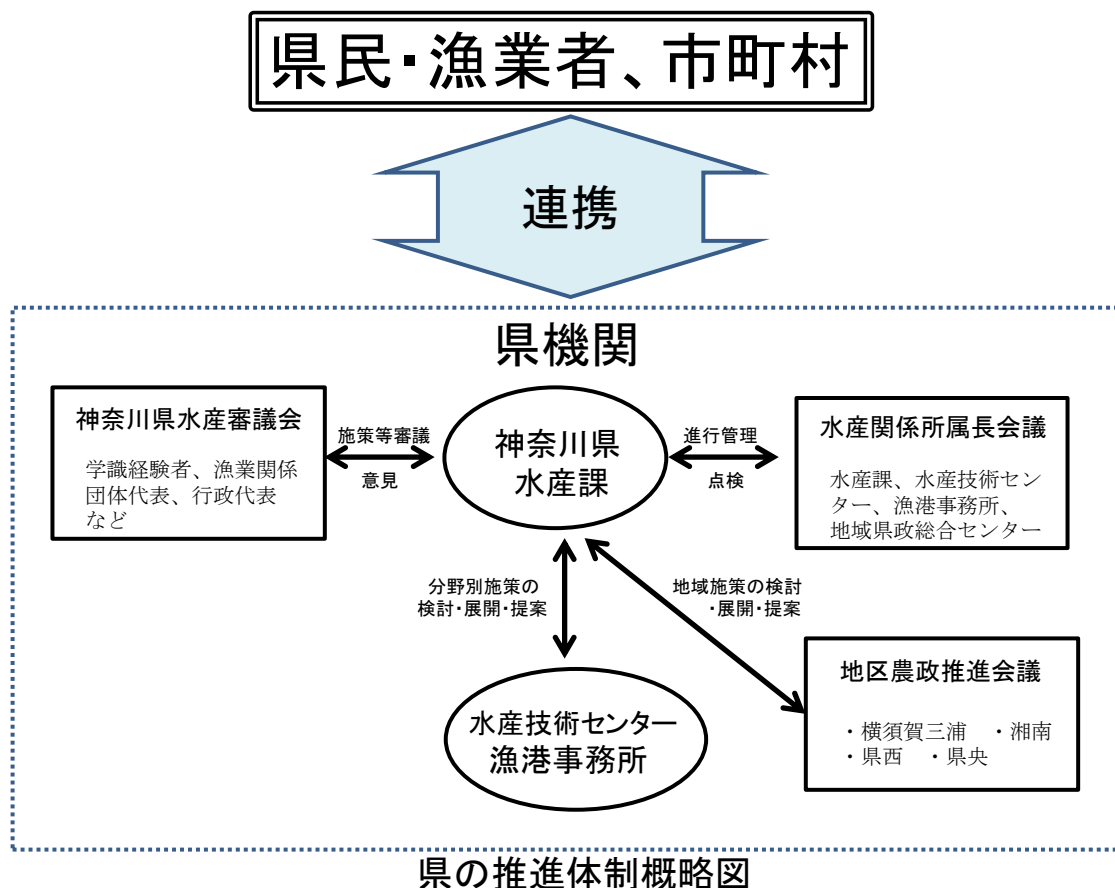 県民・漁業者、市町村
連携
県機関
神奈川県水産審議会
学識経験者、漁業関係
団体代表、行政代表
など
施策等審議
意見
神奈川県
水産課
進行管理
点検
水産関係所属長会議
水産課、水産技術セン
ター、漁港事務所、
地域県政総合センター
分野別施策の
検討・展開・提案
地域施策の検討
・展開・提案
水産技術センター
漁港事務所
地区農政推進会議
・横須賀三浦　・湘南
・県西　・県央
県の推進体制概略図